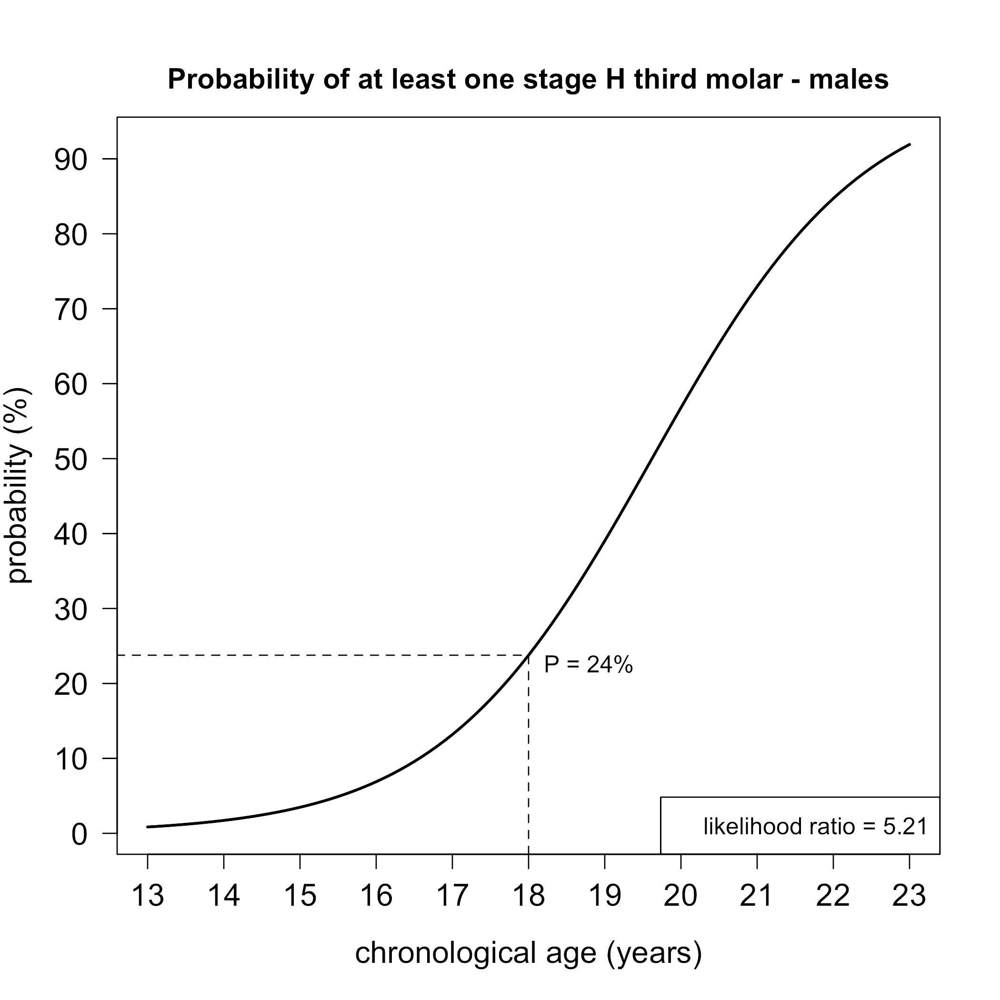 Probability of at least one stage H third molar - males
probability (%)
90
80
70
60
50
40
30
20
10
0
P = 24%
likelihood ratio = 5.21
13 14 15 16 17 18 19 20 21 22 23
chronological age (years)